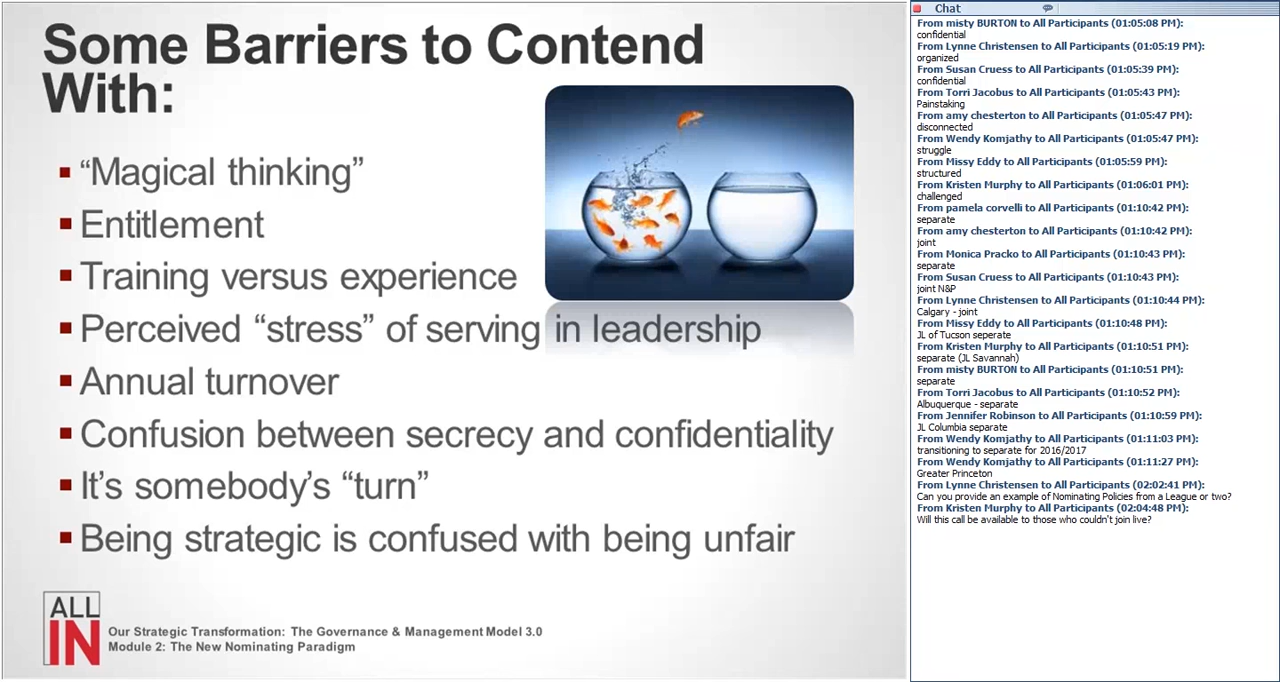 Some Barriers to Contend
With:
▪ “Magical thinking”
▪ Entitlement
▪ Training versus experience
▪ Perceived “stress” of serving in leadership
▪ Annual turnover
▪ Confusion between secrecy and confidentiality
▪ It’s somebody’s “turn”
▪ Being strategic is confused with being unfair
ALL
IN
Our Strategic Transformation: The Governance & Management Model 3.0
Module 2: The New Nominating Paradigm
Chat
From misty BURTON to All Participants (01:05:08 PM):
confidential
From Lynne Christensen to All Participants (01:05:19 PM):
organized
From Susan Cruess to All Participants (01:05:39 PM):
confidential
From Torri Jacobus to All Participants (01:05:43 PM):
Painstaking
From amy chesterton to All Participants (01:05:47 PM):
disconnected
From Wendy Komjathy to All Participants (01:05:47 PM):
struggle
From Missy Eddy to All Participants (01:05:59 PM):
structured
From Kristen Murphy to All Participants (01:06:01 PM):
challenged
From pamela corvelli to All Participants (01:10:42 PM):
separate
From amy chesterton to All Participants (01:10:42 PM):
joint
From Monica Pracko to All Participants (01:10:43 PM):
separate
From Susan Cruess to All Participants (01:10:43 PM):
joint N&P
From Lynne Christensen to All Participants (01:10:44 PM):
Calgary - joint
From Missy Eddy to All Participants (01:10:48 PM):
JL of Tucson seperate
From Kristen Murphy to All Participants (01:10:51 PM):
separate (JL Savannah)
From misty BURTON to All Participants (01:10:51 PM):
separate
From Torri Jacobus to All Participants (01:10:52 PM):
Albuquerque - separate
From Jennifer Robinson to All Participants (01:10:59 PM):
JL Columbia separate
From Wendy Komjathy to All Participants (01:11:03 PM):
transitioning to separate for 2016/2017
From Wendy Komjathy to All Participants (01:11:27 PM):
Greater Princeton
From Lynne Christensen to All Participants (02:02:41 PM):
Can you provide an example of Nominating Policies from a League or two?
From Kristen Murphy to All Participants (02:04:48 PM):
Will this call be available to those who couldn't join live?